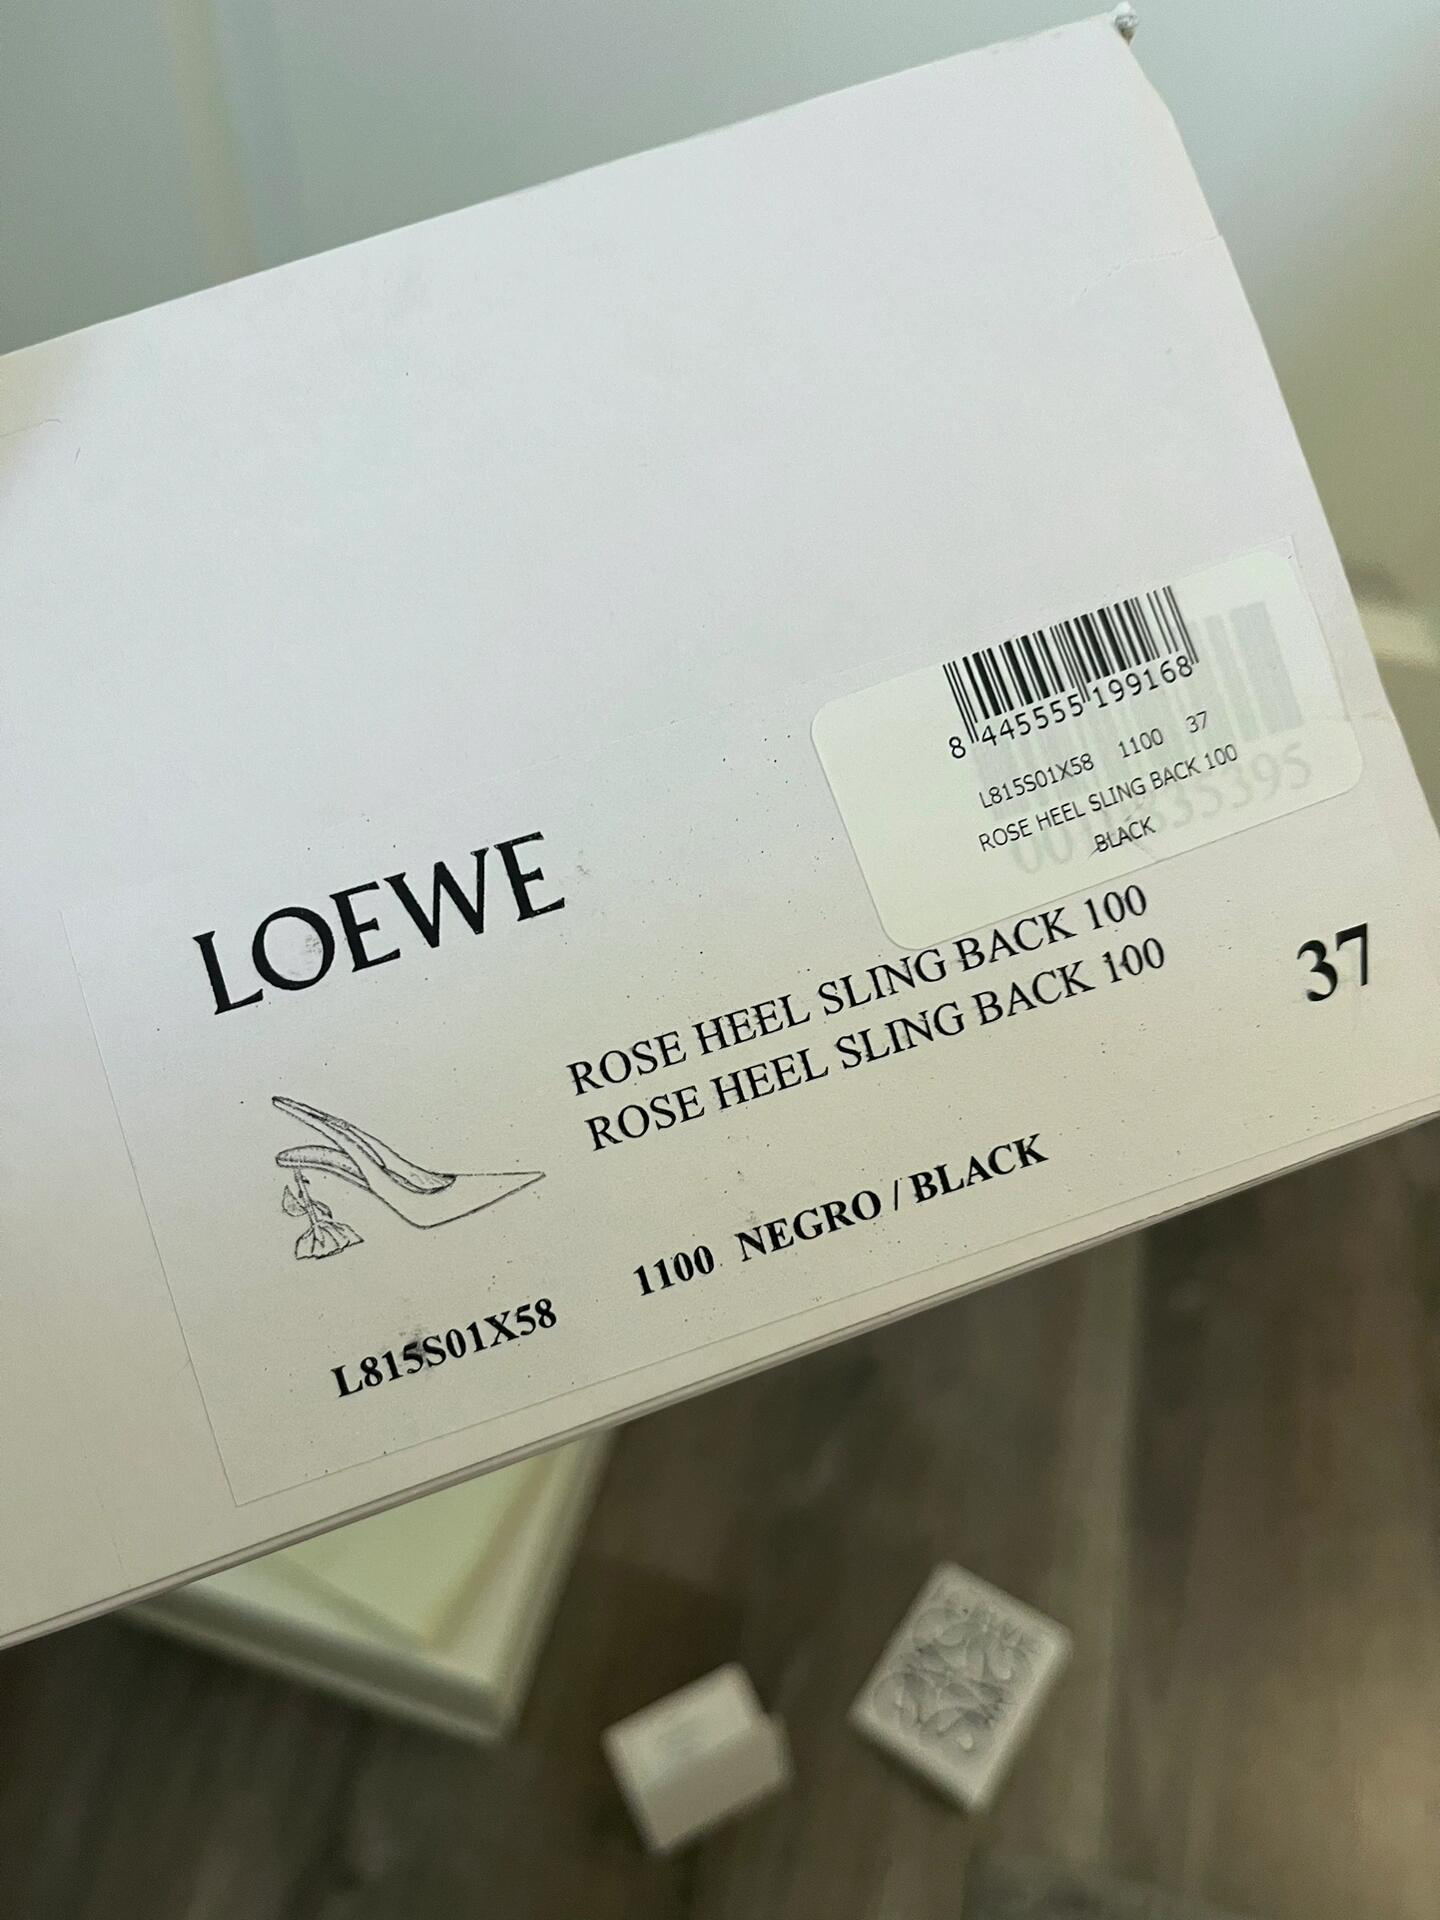 8 445555 199168
L815S01X58 1100 37
ROSE HEEL SLING BACK 100
BLACK
LOEWE
ROSE HEEL SLING BACK 100
ROSE HEEL SLING BACK 100
37
1100 NEGRO / BLACK
L815S01X58